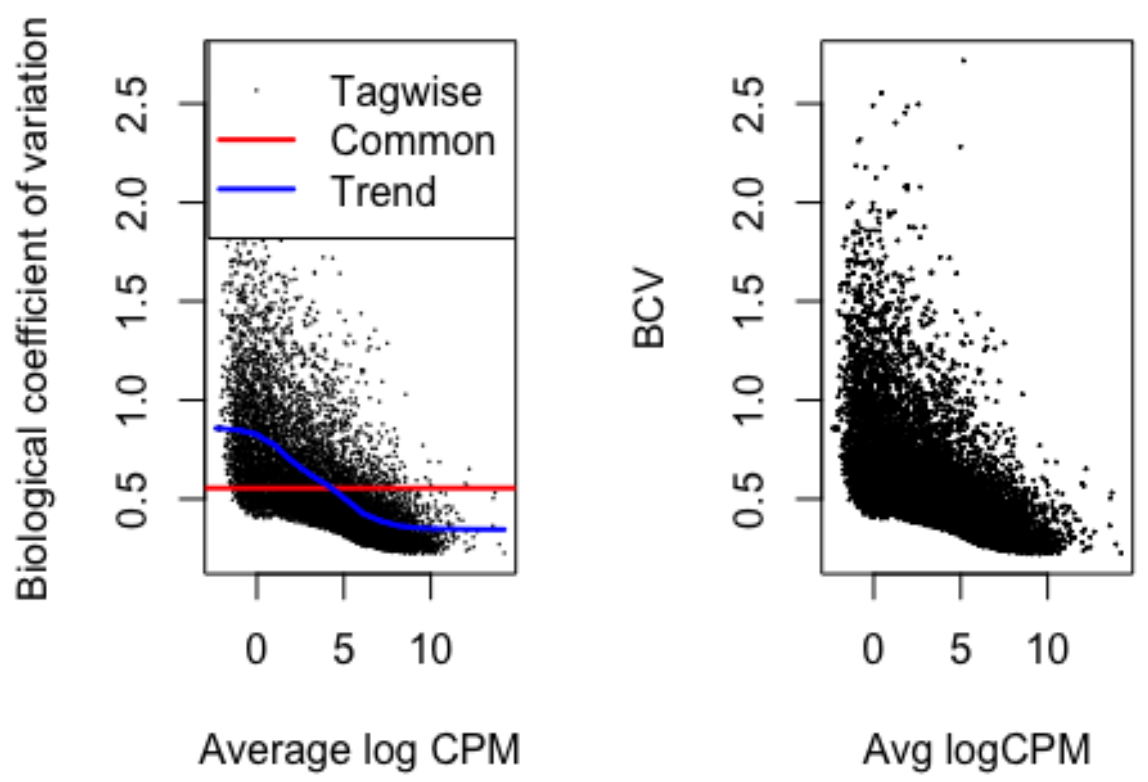 Biological coefficient of variation
2.5
2.0
1.5
1.0
0.5
Tagwise
Common
Trend
0 5 10
Average log CPM
BCV
2.5
2.0
1.5
1.0
0.5
0 5 10
Avg logCPM